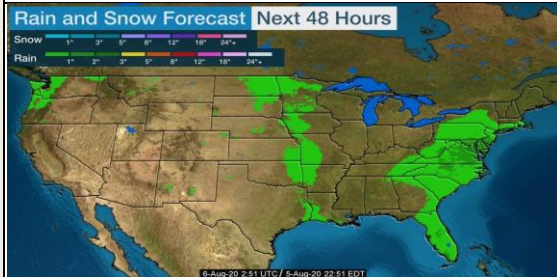 Rain and Snow Forecast Next 48 Hours
Snow 1" 3" 5" 8" 12" 18" 24"+
Rain 1" 2" 3" 5" 8" 12" 18" 24"+
6-Aug-20 2:51 UTC / 5-Aug-20 22:51 EDT